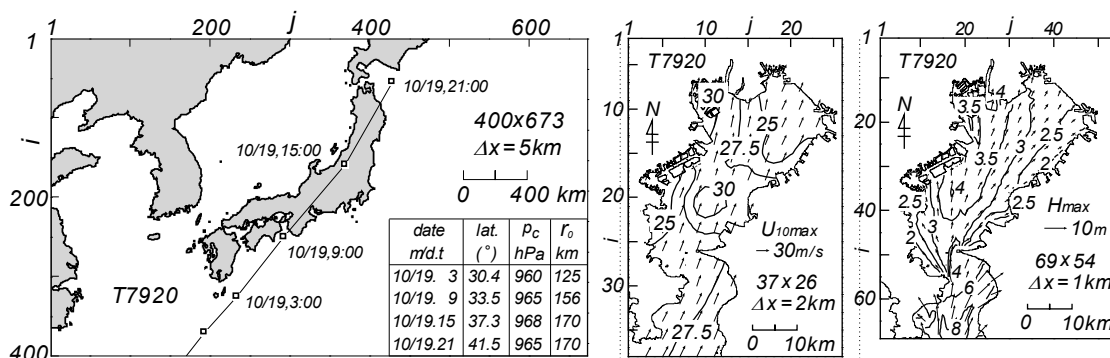 1 200 j 400 600
1
i
200
400
10/19,21:00
10/19,15:00
400x673
Δx=5km
0 400 km
10/19,9:00
T7920
10/19,3:00
date lat. pc r₀
m/d.t (°) hPa km
10/19. 3 30.4 960 125
10/19. 9 33.5 965 156
10/19.15 37.3 968 170
10/19.21 41.5 965 170
1 10 j 20
1
10
20
i
30
T7920
N
30
25
27.5
30
25
27.5
U10max
30m/s
37 x 26
Δx=2km
0 10km
1 20 j 40
1
20
40
i
60
T7920
N
4
3.5
3.5
3
2.5
2
4
2.5
2.5
3
2
4
6
8
Hmax
10m
69 x 54
Δx=1km
0 10km